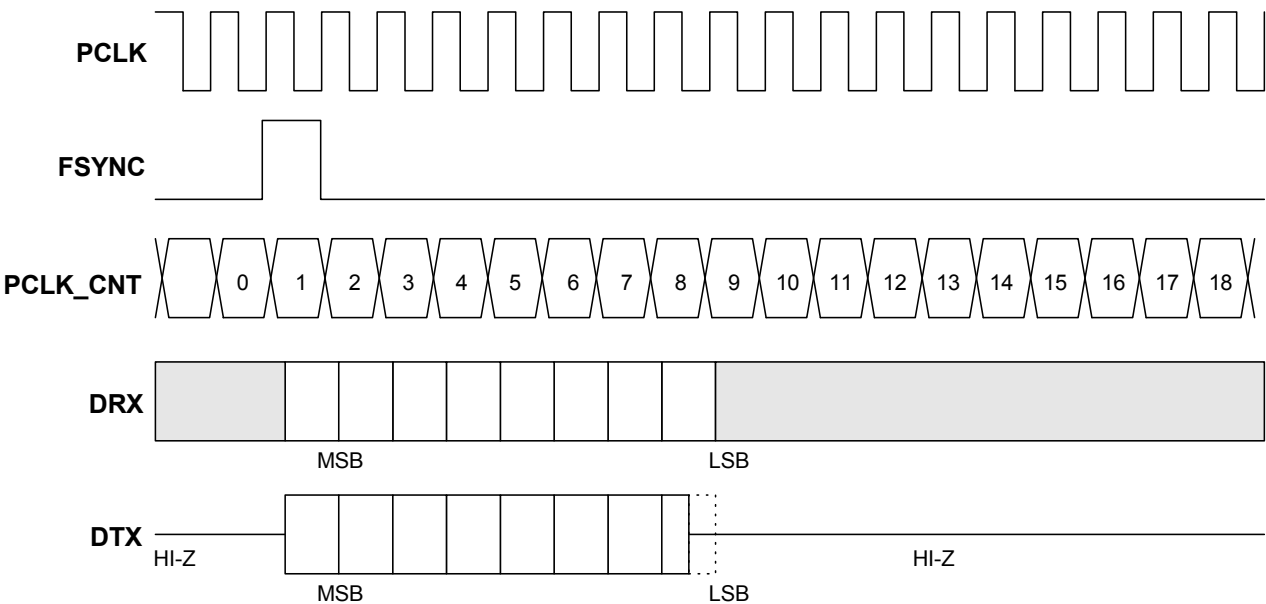 PCLK
FSYNC
PCLK_CNT 0 1 2 3 4 5 6 7 8 9 10 11 12 13 14 15 16 17 18
DRX
MSB LSB
DTX
HI-Z HI-Z
MSB LSB